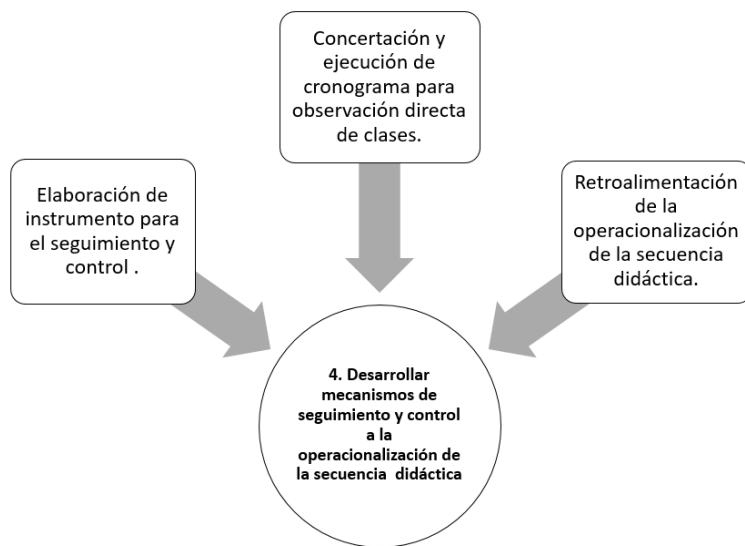 Concertación y
ejecución de
cronograma para
observación directa
de clases.
Elaboración de
instrumento para
el seguimiento y
control .
Retroalimentación
de la
operacionalización
de la secuencia
didáctica.
4. Desarrollar
mecanismos de
seguimiento y control
a la
operacionalización de
la secuencia  didáctica